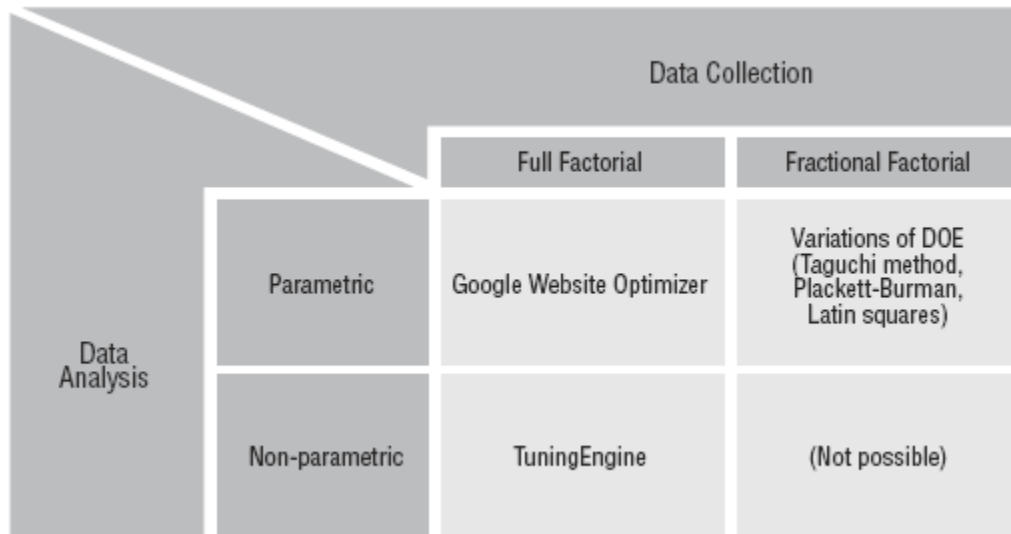 Data Collection
Full Factorial
Fractional Factorial
Data
Analysis
Parametric
Google Website Optimizer
Variations of DOE
(Taguchi method,
Plackett-Burman,
Latin squares)
Non-parametric
TuningEngine
(Not possible)